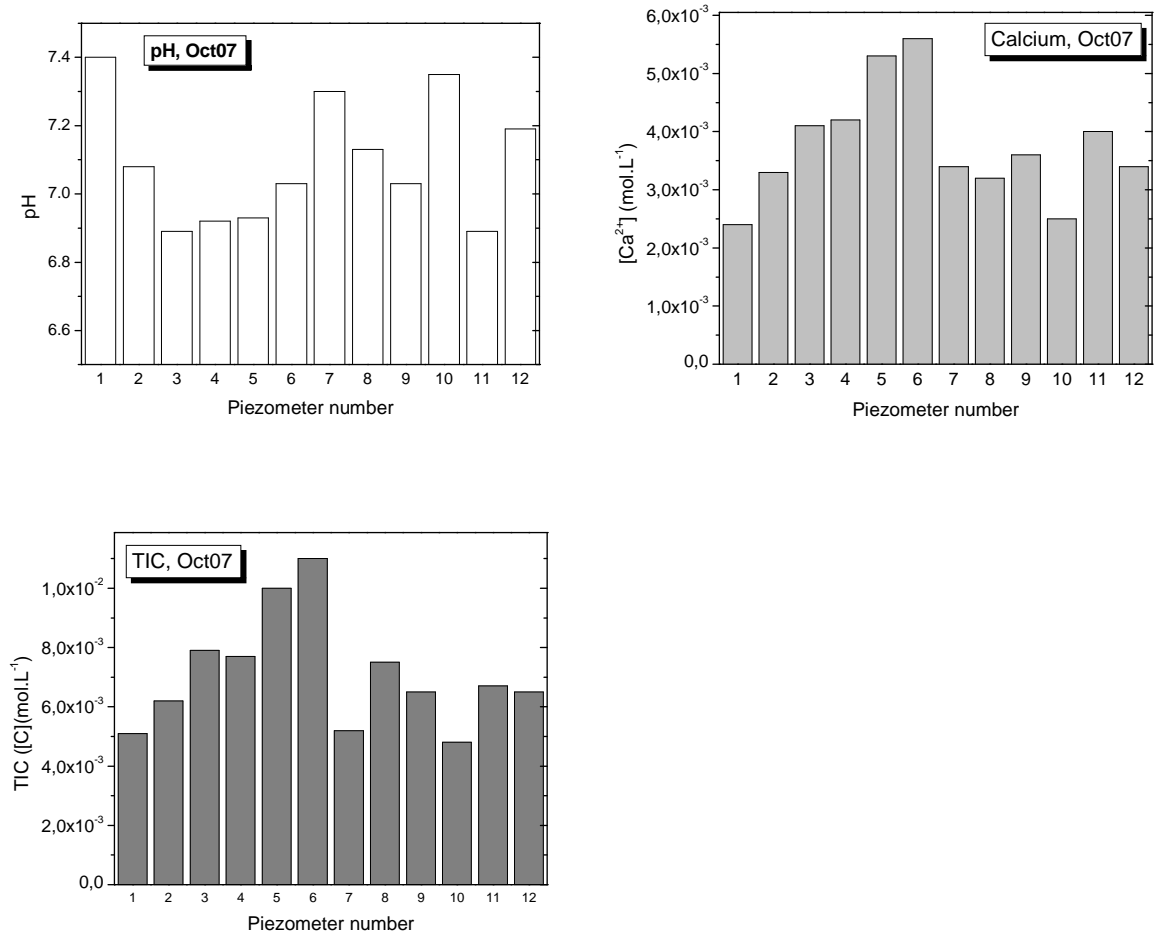 pH, Oct07
7.4
7.2
7.0
6.8
6.6
pH
1 2 3 4 5 6 7 8 9 10 11 12
Piezometer number
Calcium, Oct07
6,0x10⁻³
5,0x10⁻³
4,0x10⁻³
3,0x10⁻³
2,0x10⁻³
1,0x10⁻³
0,0
[Ca²⁺] (mol.L⁻¹)
1 2 3 4 5 6 7 8 9 10 11 12
Piezometer number
TIC, Oct07
1,0x10⁻²
8,0x10⁻³
6,0x10⁻³
4,0x10⁻³
2,0x10⁻³
0,0
TIC ([C](mol.L⁻¹)
1 2 3 4 5 6 7 8 9 10 11 12
Piezometer number